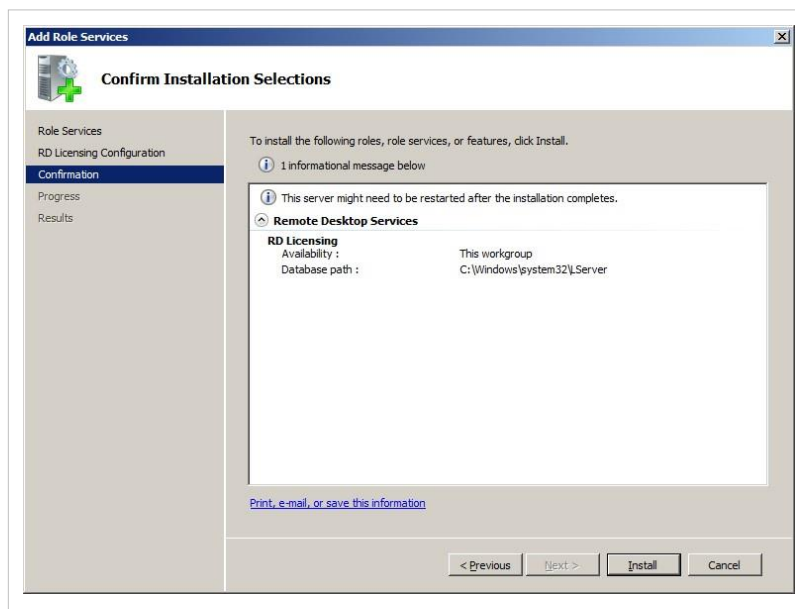 Add Role Services
Confirm Installation Selections
Role Services
RD Licensing Configuration
Confirmation
Progress
Results
To install the following roles, role services, or features, click Install.
1 informational message below
This server might need to be restarted after the installation completes.
Remote Desktop Services
RD Licensing
Availability : This workgroup
Database path : C:\Windows\system32\LServer
Print, e-mail, or save this information
< Previous Next > Install Cancel